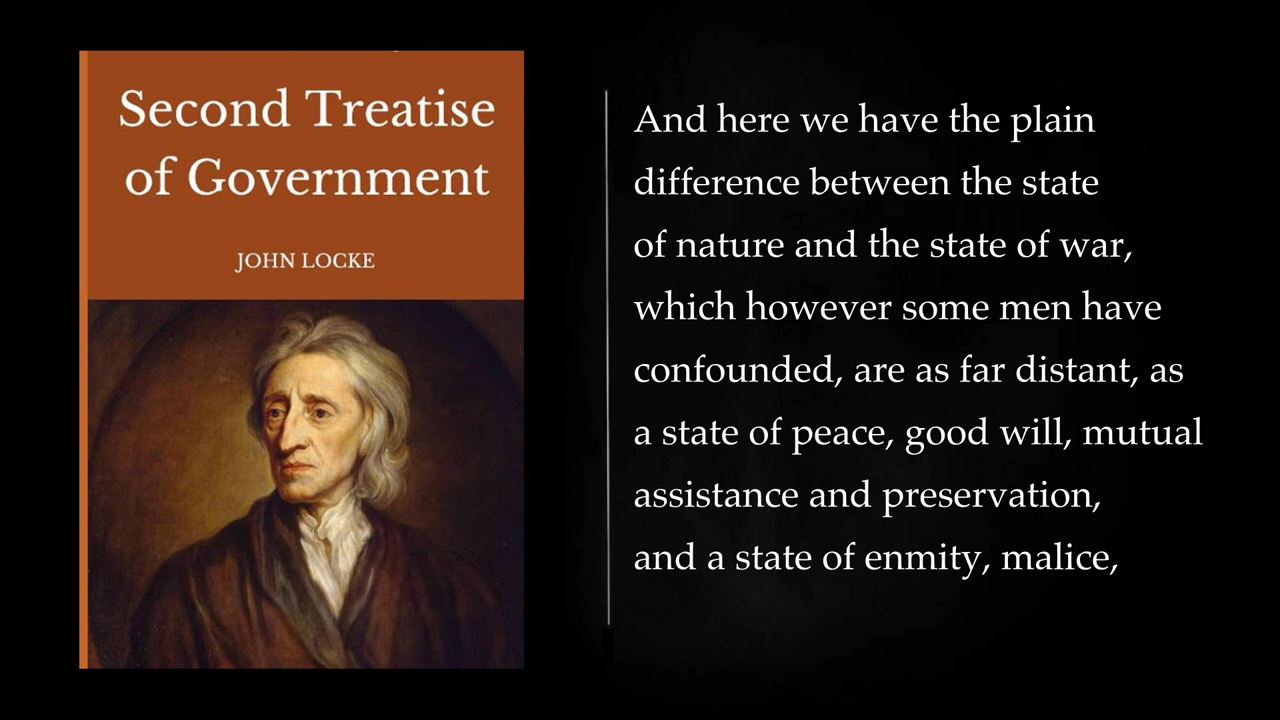 Second Treatise
of Government
JOHN LOCKE
And here we have the plain
difference between the state
of nature and the state of war,
which however some men have
confounded, are as far distant, as
a state of peace, good will, mutual
assistance and preservation,
and a state of enmity, malice,